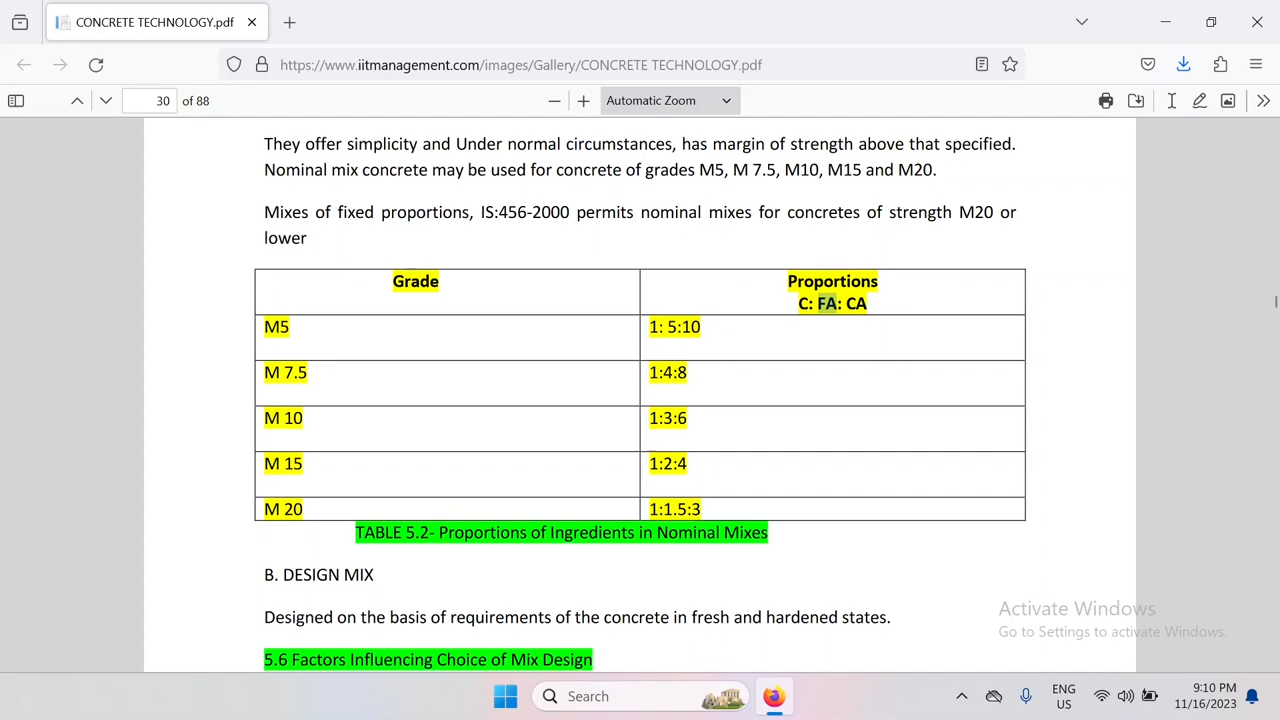 CONCRETE TECHNOLOGY.pdf
https://www.iitmanagement.com/images/Gallery/CONCRETE TECHNOLOGY.pdf
30 of 88
Automatic Zoom
They offer simplicity and Under normal circumstances, has margin of strength above that specified.
Nominal mix concrete may be used for concrete of grades M5, M 7.5, M10, M15 and M20.
Mixes of fixed proportions, IS:456-2000 permits nominal mixes for concretes of strength M20 or
lower
Grade Proportions
C: FA: CA
M5 1: 5:10
M 7.5 1:4:8
M 10 1:3:6
M 15 1:2:4
M 20 1:1.5:3
TABLE 5.2- Proportions of Ingredients in Nominal Mixes
B. DESIGN MIX
Designed on the basis of requirements of the concrete in fresh and hardened states.
5.6 Factors Influencing Choice of Mix Design
Activate Windows
Go to Settings to activate Windows.
Search
ENG
US
9:10 PM
11/16/2023